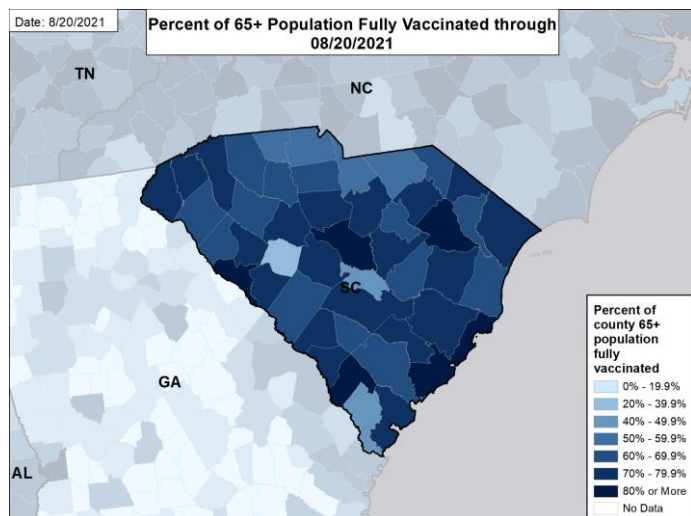 Date: 8/20/2021
Percent of 65+ Population Fully Vaccinated through
08/20/2021
TN
NC
SC
GA
AL
Percent of
county 65+
population
fully
vaccinated
0% - 19.9%
20% - 39.9%
40% - 49.9%
50% - 59.9%
60% - 69.9%
70% - 79.9%
80% or More
No Data